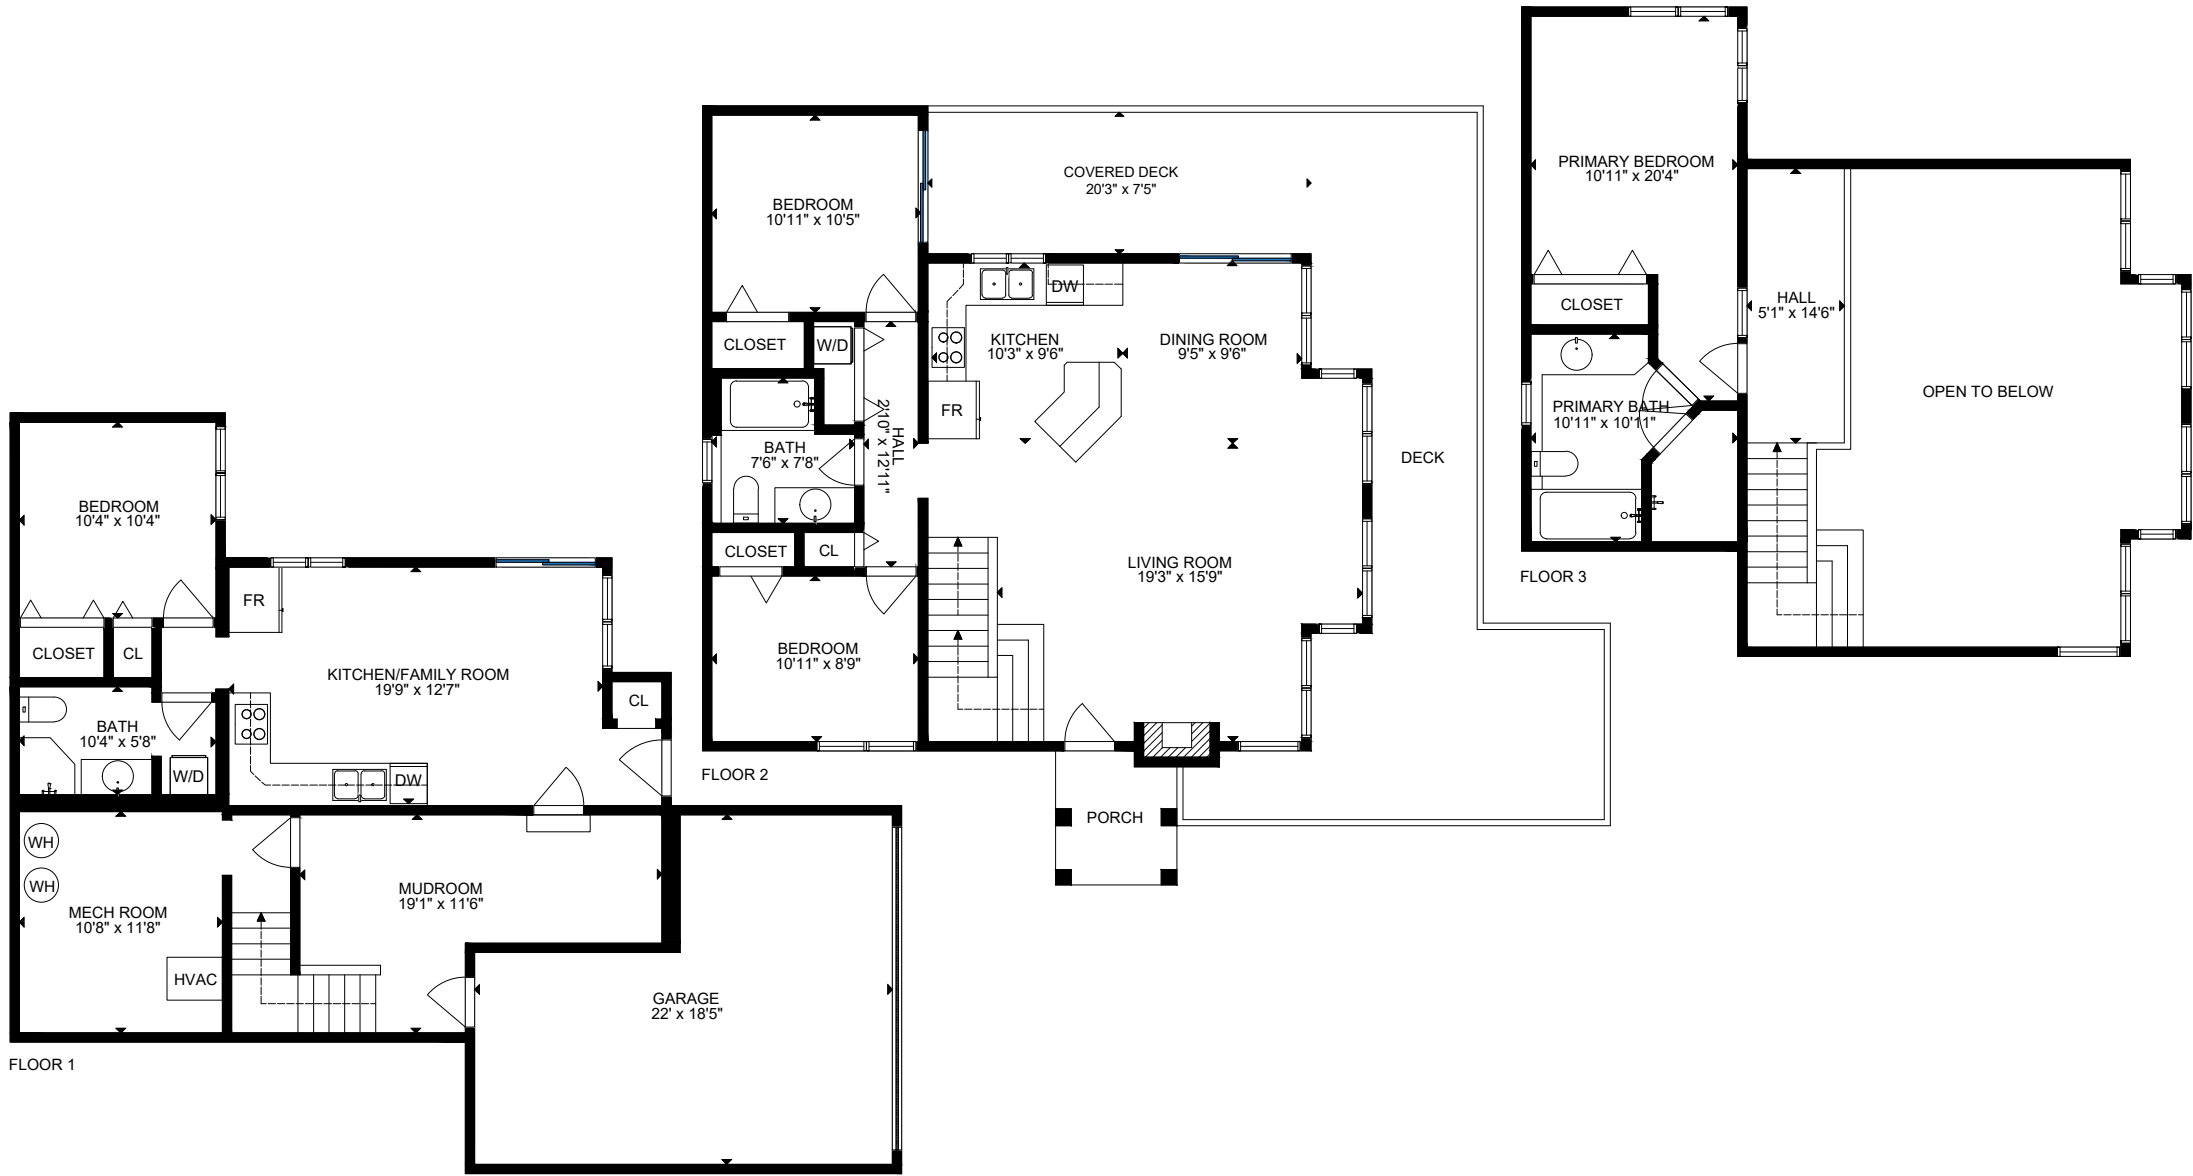 BEDROOM
10'4" x 10'4"
FR
CLOSET
CL
KITCHEN/FAMILY ROOM
19'9" x 12'7"
CL
BATH
10'4" x 5'8"
W/D
DW
WH
WH
MECH ROOM
10'8" x 11'8"
HVAC
MUDROOM
19'1" x 11'6"
GARAGE
22' x 18'5"
FLOOR 1
BEDROOM
10'11" x 10'5"
COVERED DECK
20'3" x 7'5"
DW
CLOSET
W/D
KITCHEN
10'3" x 9'6"
DINING ROOM
9'5" x 9'6"
FR
HALL
2'10" x 12'11"
BATH
7'6" x 7'8"
DECK
CLOSET
CL
LIVING ROOM
19'3" x 15'9"
BEDROOM
10'11" x 8'9"
FLOOR 2
PORCH
PRIMARY BEDROOM
10'11" x 20'4"
CLOSET
HALL
5'1" x 14'6"
PRIMARY BATH
10'11" x 10'11"
OPEN TO BELOW
FLOOR 3